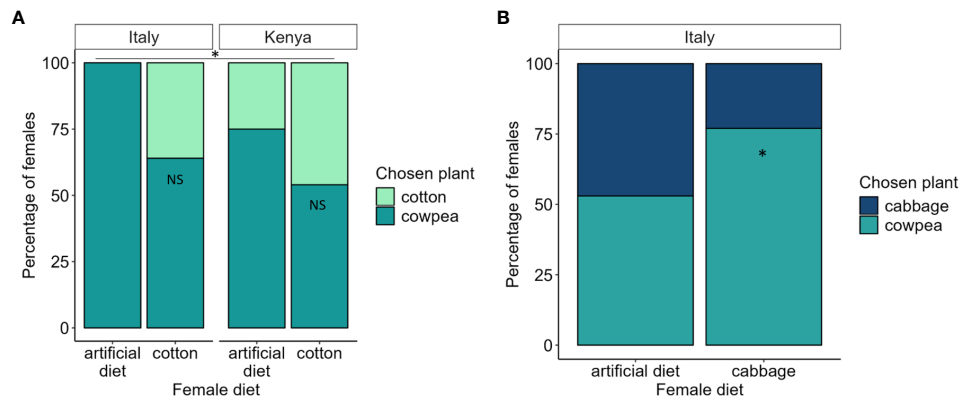 A
Italy
Kenya
*
100
75
50
25
0
Percentage of females
NS
NS
artificial
diet
cotton
artificial
diet
cotton
Female diet
Chosen plant
cotton
cowpea
B
Italy
100
75
50
25
0
Percentage of females
*
artificial diet
cabbage
Female diet
Chosen plant
cabbage
cowpea